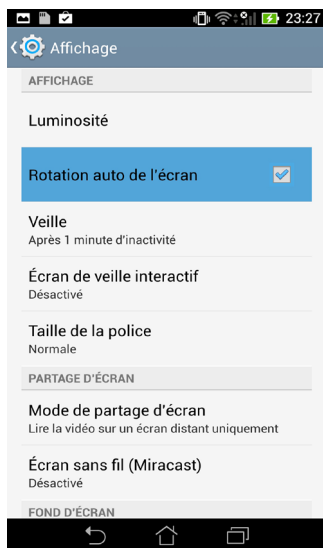 23:27
Affichage
AFFICHAGE
Luminosité
Rotation auto de l'écran
Veille
Après 1 minute d'inactivité
Écran de veille interactif
Désactivé
Taille de la police
Normale
PARTAGE D'ÉCRAN
Mode de partage d'écran
Lire la vidéo sur un écran distant uniquement
Écran sans fil (Miracast)
Désactivé
FOND D'ÉCRAN